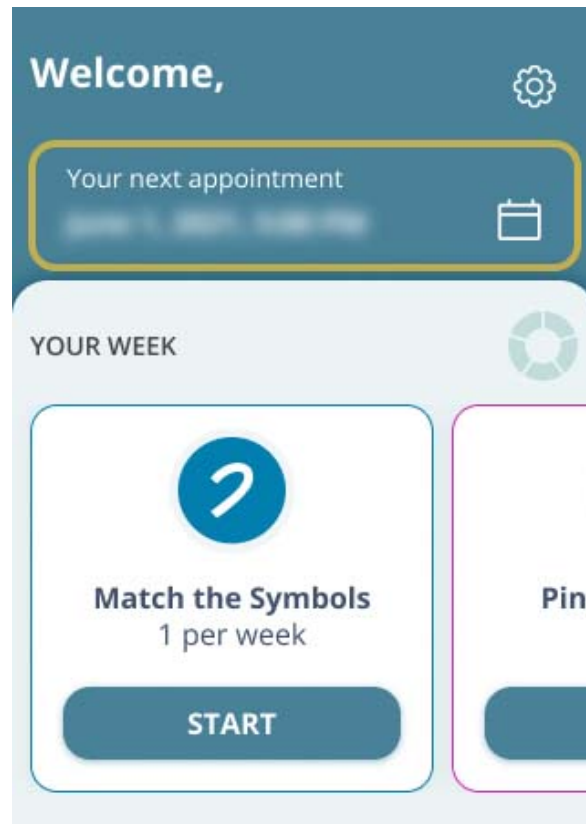 Welcome,
Your next appointment
YOUR WEEK
Match the Symbols
1 per week
START
Pin